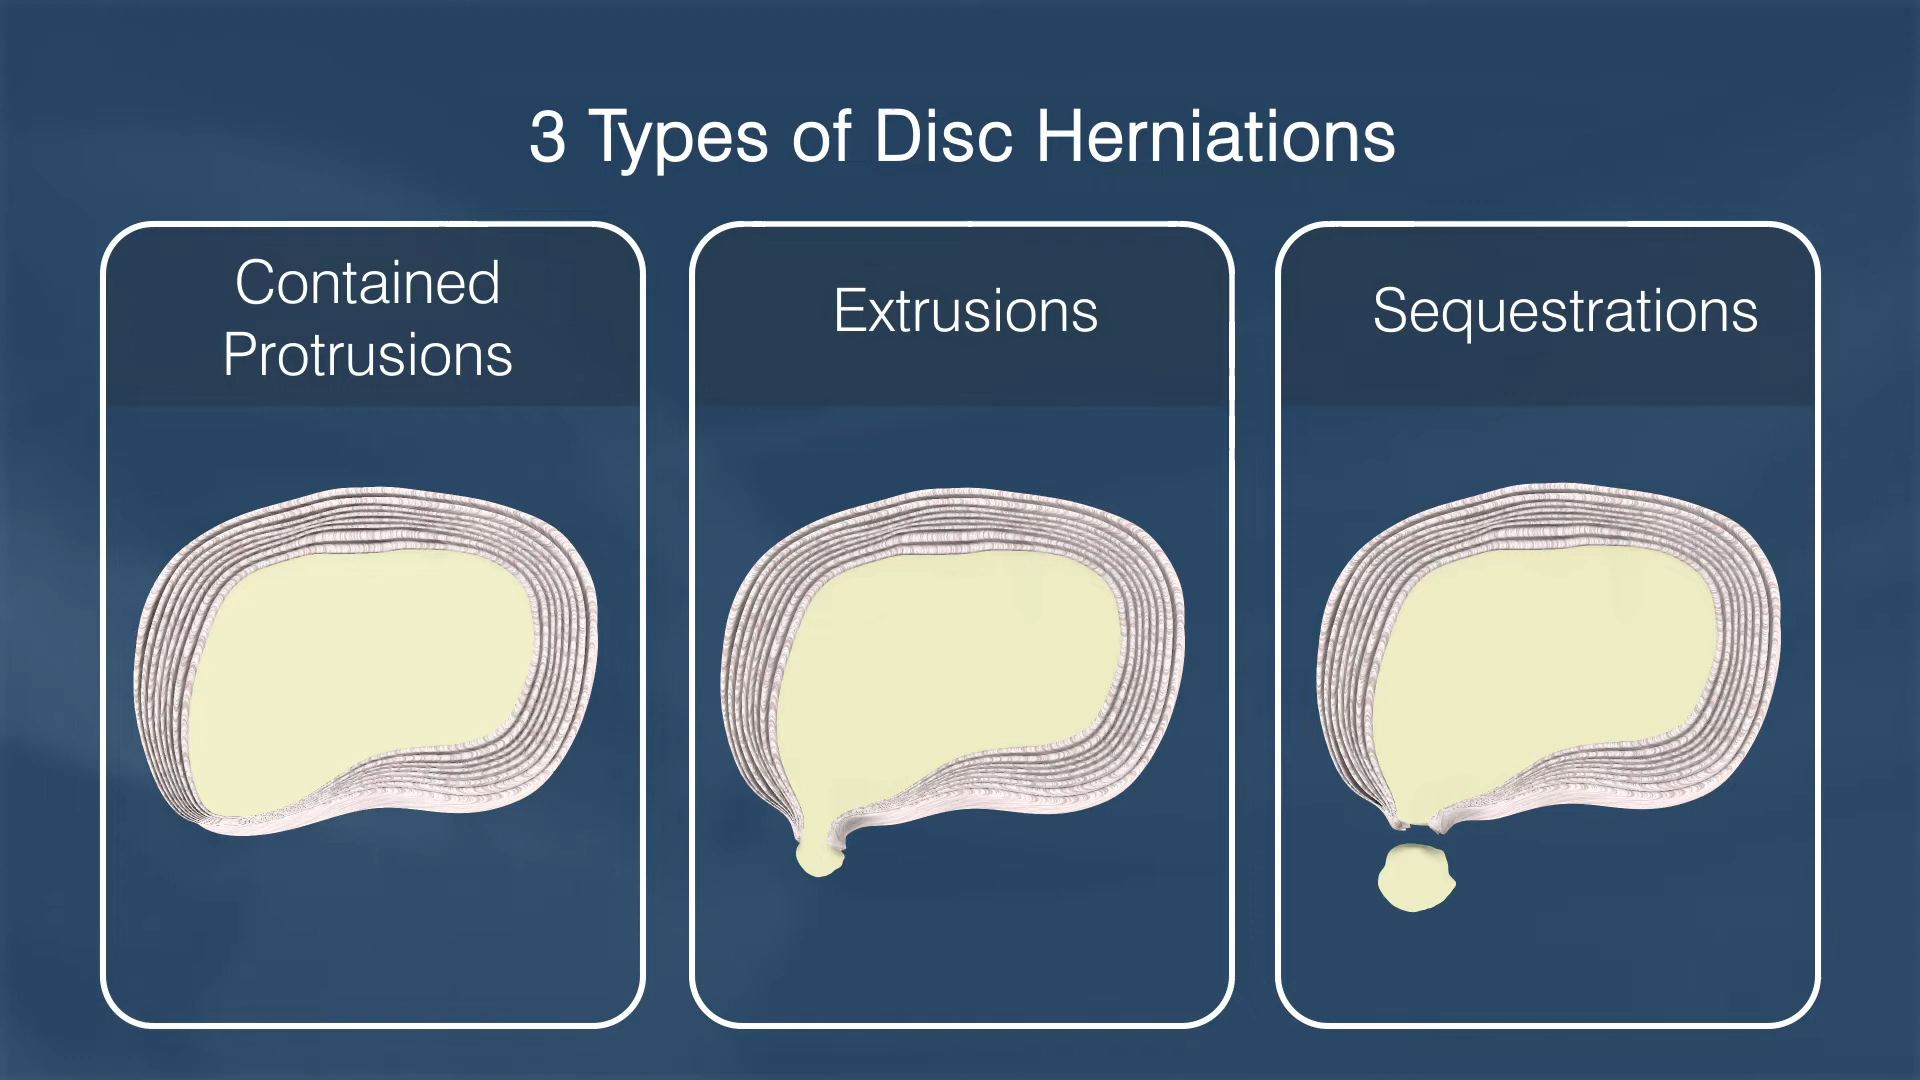 3 Types of Disc Herniations
Contained
Protrusions
Extrusions
Sequestrations